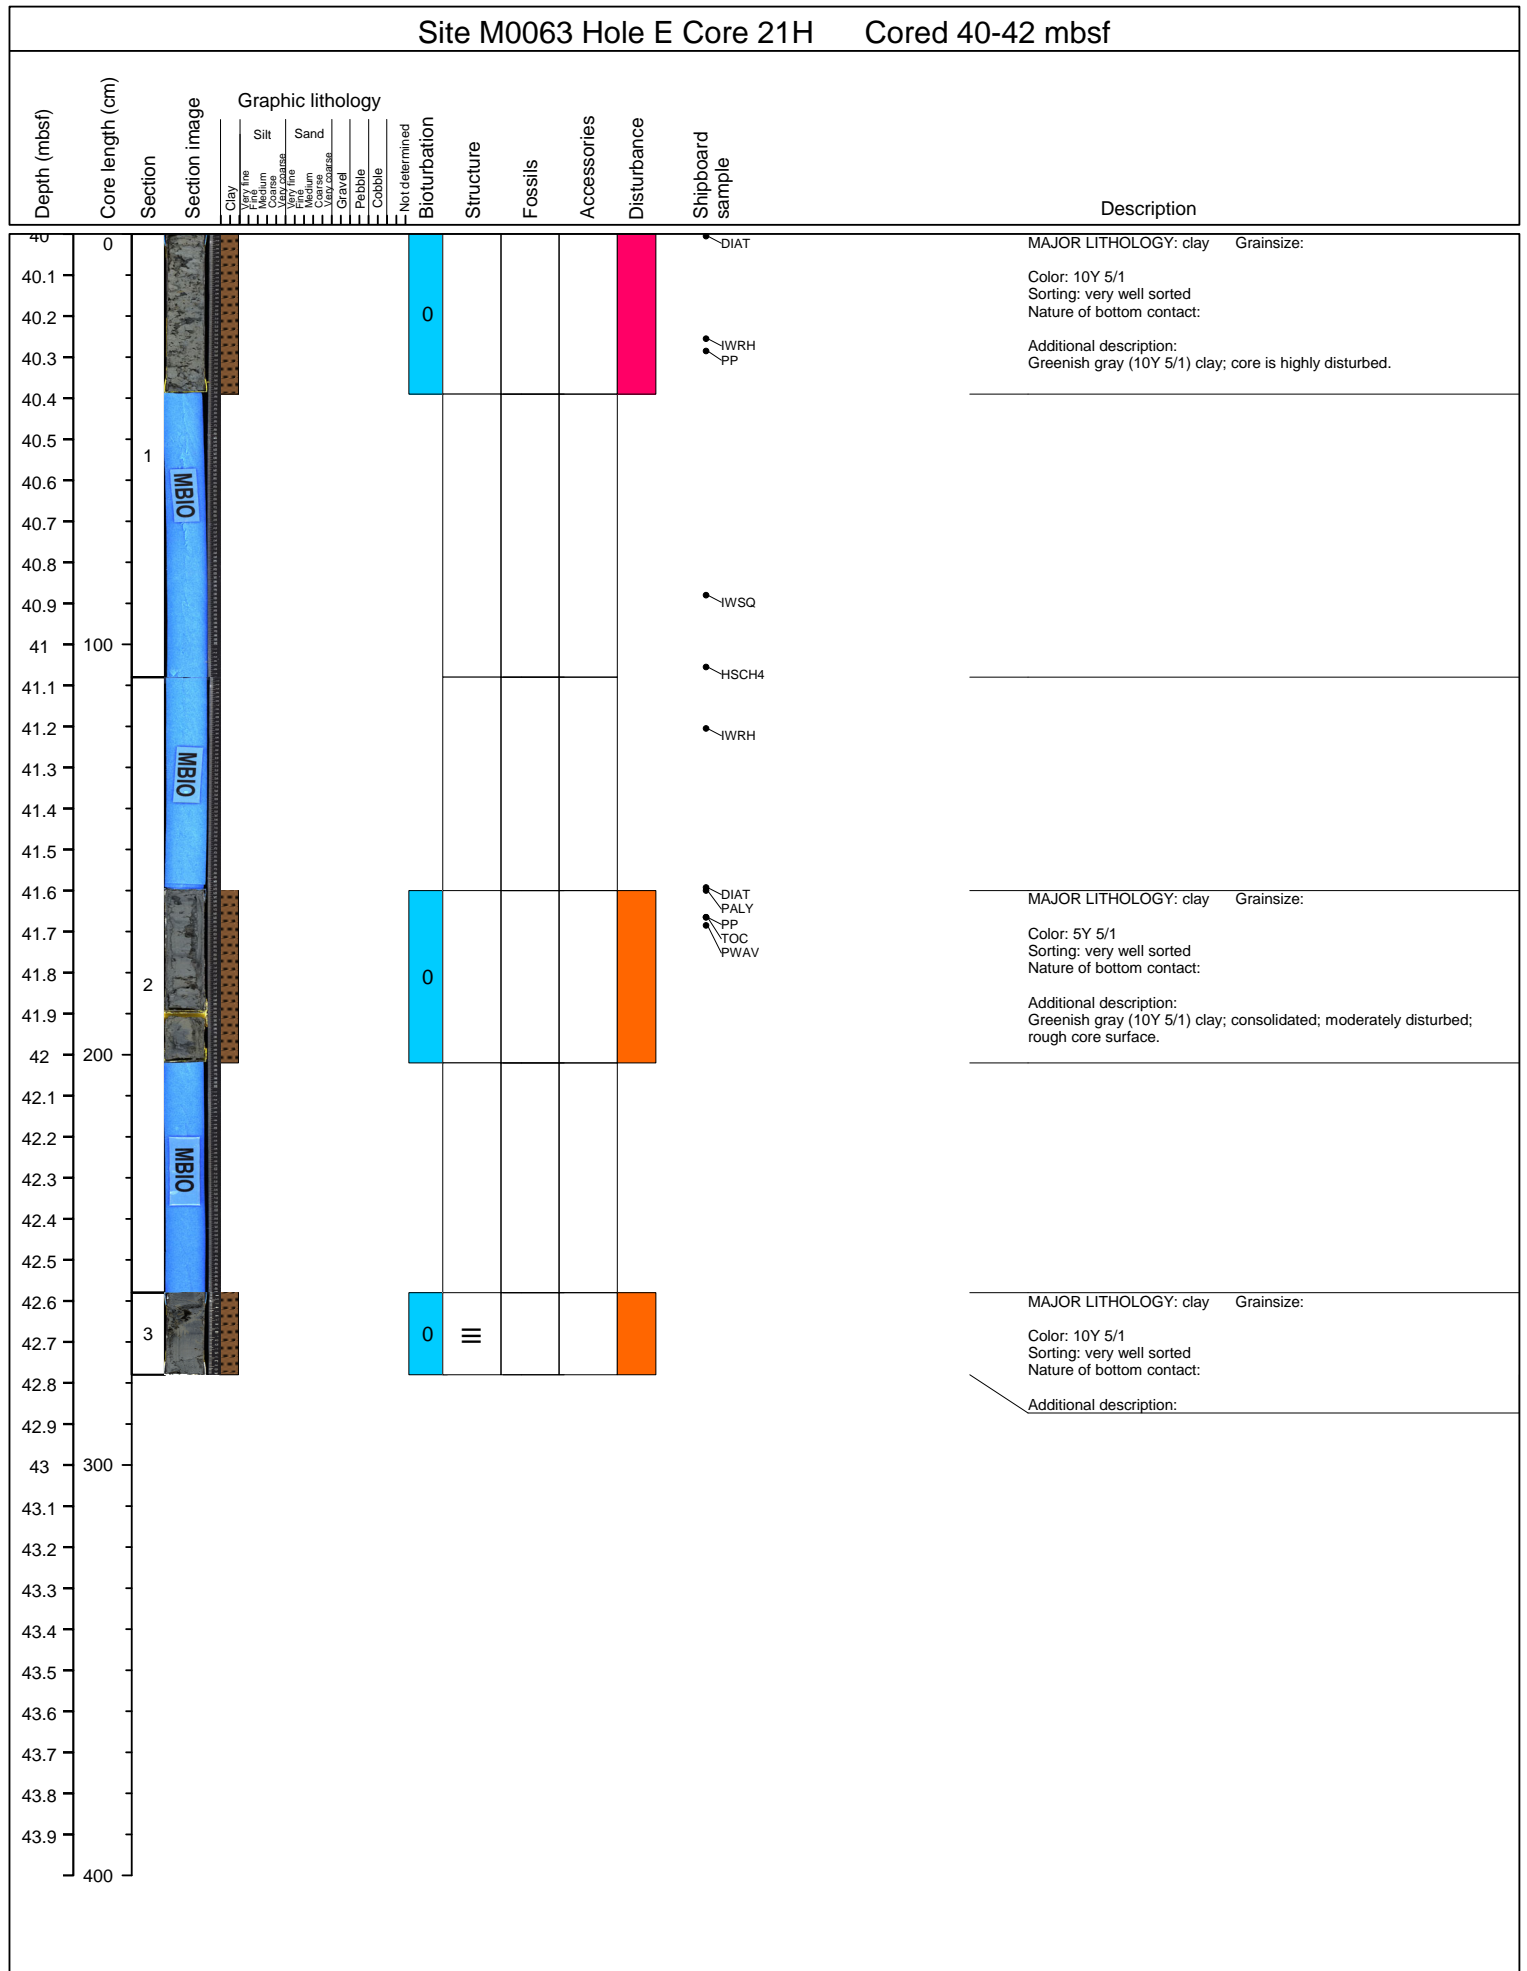 Site M0063 Hole E Core 21H Cored 40-42 mbsf
Depth (mbsf)
Core length (cm)
Section
Section image
Graphic lithology
Clay
Silt
Very fine
Fine
Medium
Coarse
Very coarse
Sand
Very fine
Fine
Medium
Coarse
Very coarse
Gravel
Pebble
Cobble
Not determined
Bioturbation
Structure
Fossils
Accessories
Disturbance
Shipboard
sample
Description
40
40.1
40.2
40.3
40.4
40.5
40.6
40.7
40.8
40.9
41
41.1
41.2
41.3
41.4
41.5
41.6
41.7
41.8
41.9
42
42.1
42.2
42.3
42.4
42.5
42.6
42.7
42.8
42.9
43
43.1
43.2
43.3
43.4
43.5
43.6
43.7
43.8
43.9
0
100
200
300
400
1
2
3
MBIO
MBIO
MBIO
0
0
0
DIAT
IWRH
PP
IWSQ
HSCH4
IWRH
DIAT
PALY
PP
TOC
PWAV
MAJOR LITHOLOGY: clay Grainsize:
Color: 10Y 5/1
Sorting: very well sorted
Nature of bottom contact:
Additional description:
Greenish gray (10Y 5/1) clay; core is highly disturbed.
MAJOR LITHOLOGY: clay Grainsize:
Color: 5Y 5/1
Sorting: very well sorted
Nature of bottom contact:
Additional description:
Greenish gray (10Y 5/1) clay; consolidated; moderately disturbed;
rough core surface.
MAJOR LITHOLOGY: clay Grainsize:
Color: 10Y 5/1
Sorting: very well sorted
Nature of bottom contact:
Additional description: